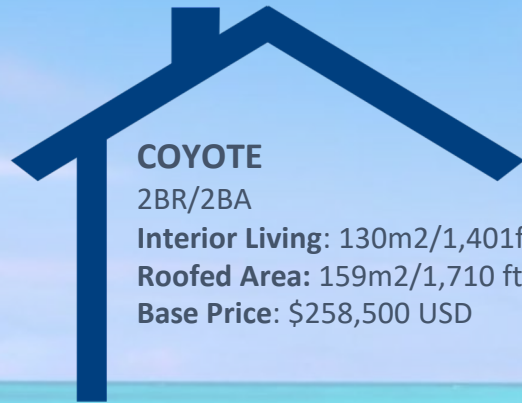 COYOTE
2BR/2BA
Interior Living: 130m2/1,401f
Roofed Area: 159m2/1,710 ft
Base Price: $258,500 USD